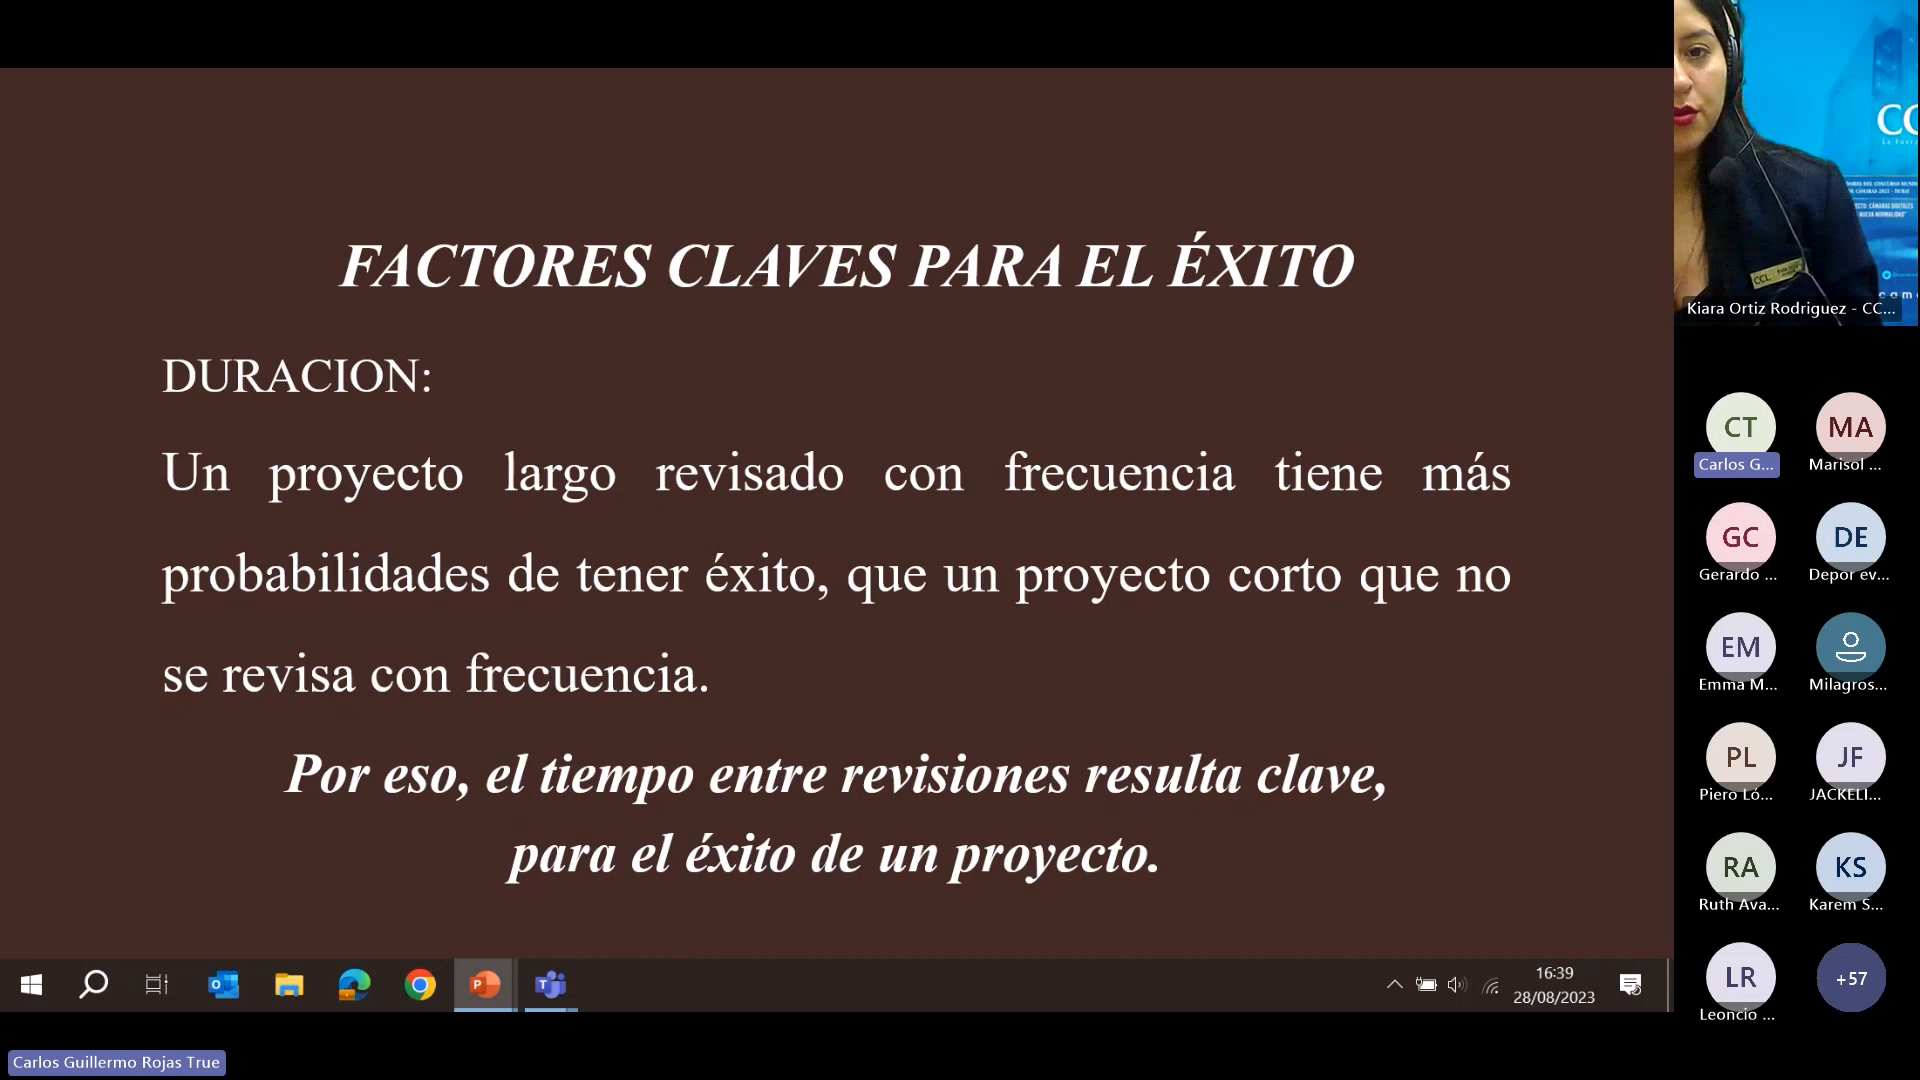 FACTORES CLAVES PARA EL ÉXITO
DURACION:
Un proyecto largo revisado con frecuencia tiene más
probabilidades de tener éxito, que un proyecto corto que no
se revisa con frecuencia.
Por eso, el tiempo entre revisiones resulta clave,
para el éxito de un proyecto.
16:39
28/08/2023
Carlos Guillermo Rojas True
CCL
Kiara Ortiz Rodriguez - CC...
CT
MA
Carlos G...
Marisol ...
GC
DE
Gerardo ...
Depor ev...
EM
Emma M...
Milagros...
PL
JF
Piero Ló...
JACKELI...
RA
KS
Ruth Ava...
Karem S...
LR
+57
Leoncio ...